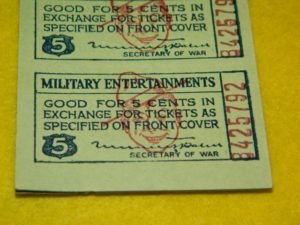 GOOD FOR 5 CENTS IN
EXCHANGE FOR TICKETS AS
SPECIFIED ON FRONT COVER
5
SECRETARY OF WAR
MILITARY ENTERTAINMENTS
GOOD FOR 5 CENTS IN
EXCHANGE FOR TICKETS AS
SPECIFIED ON FRONT COVER
5
SECRETARY OF WAR
8425792